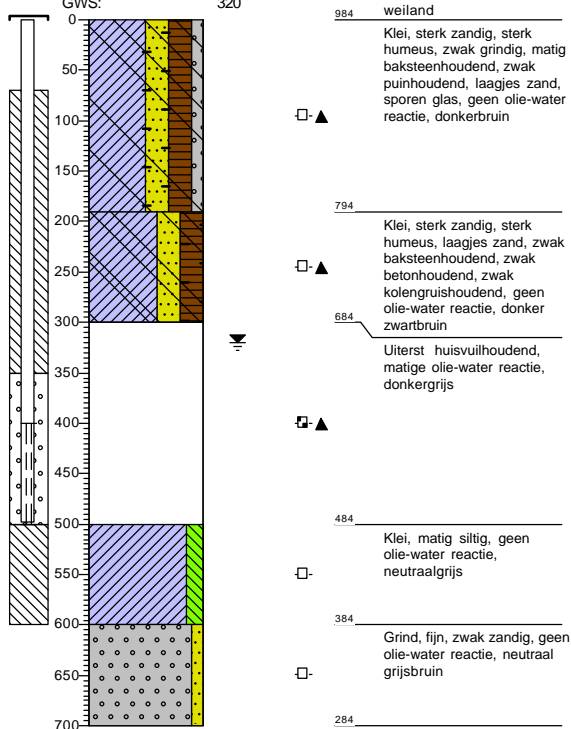 GWS: 320
0
50
100
150
200
250
300
350
400
450
500
550
600
650
700
984 weiland
Klei, sterk zandig, sterk
humeus, zwak grindig, matig
baksteenhoudend, zwak
puinhoudend, laagjes zand,
sporen glas, geen olie-water
reactie, donkerbruin
794
Klei, sterk zandig, sterk
humeus, laagjes zand, zwak
baksteenhoudend, zwak
betonhoudend, zwak
kolengruishoudend, geen
olie-water reactie, donker
zwartbruin
684
Uiterst huisvuilhoudend,
matige olie-water reactie,
donkergrijs
484
Klei, matig siltig, geen
olie-water reactie,
neutraalgrijs
384
Grind, fijn, zwak zandig, geen
olie-water reactie, neutraal
grijsbruin
284